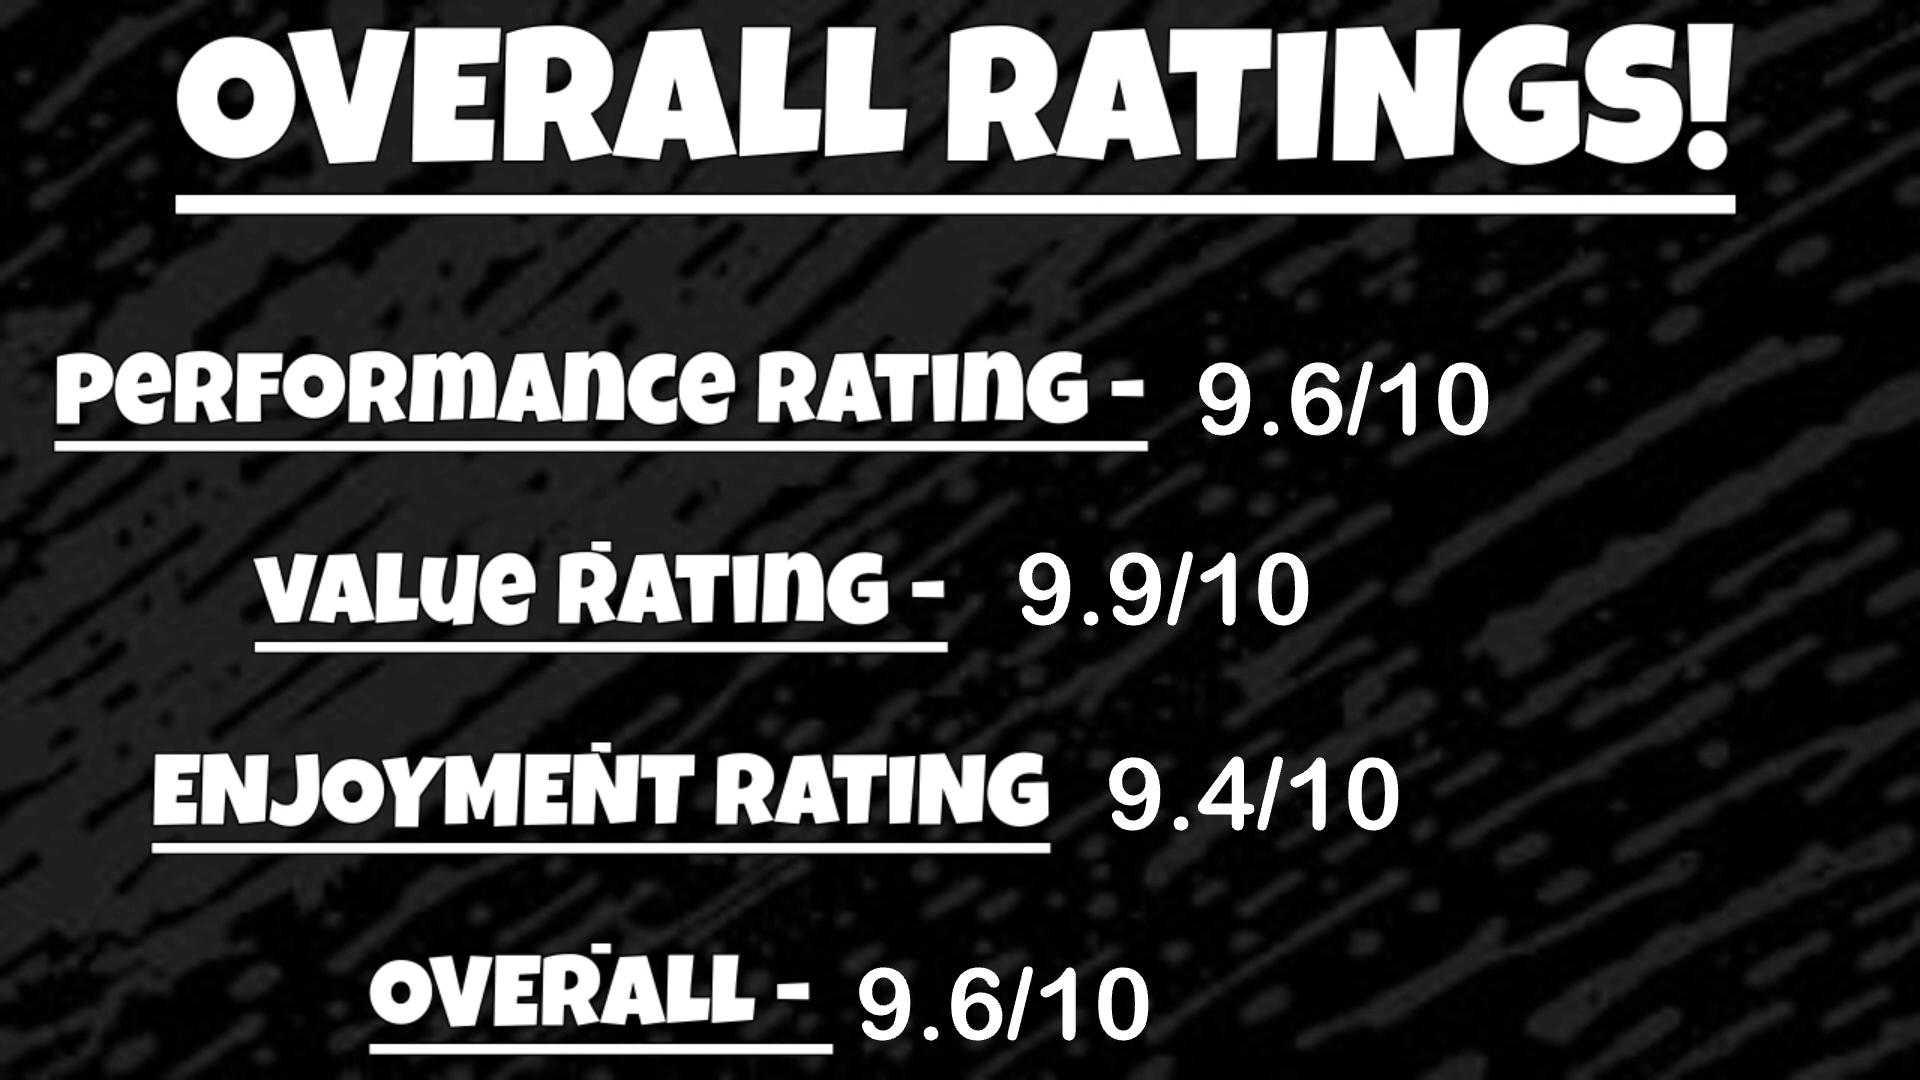 OVERALL RATINGS!
PERFORMANCE RATING - 9.6/10
VALUE RATING - 9.9/10
ENJOYMENT RATING 9.4/10
OVERALL - 9.6/10